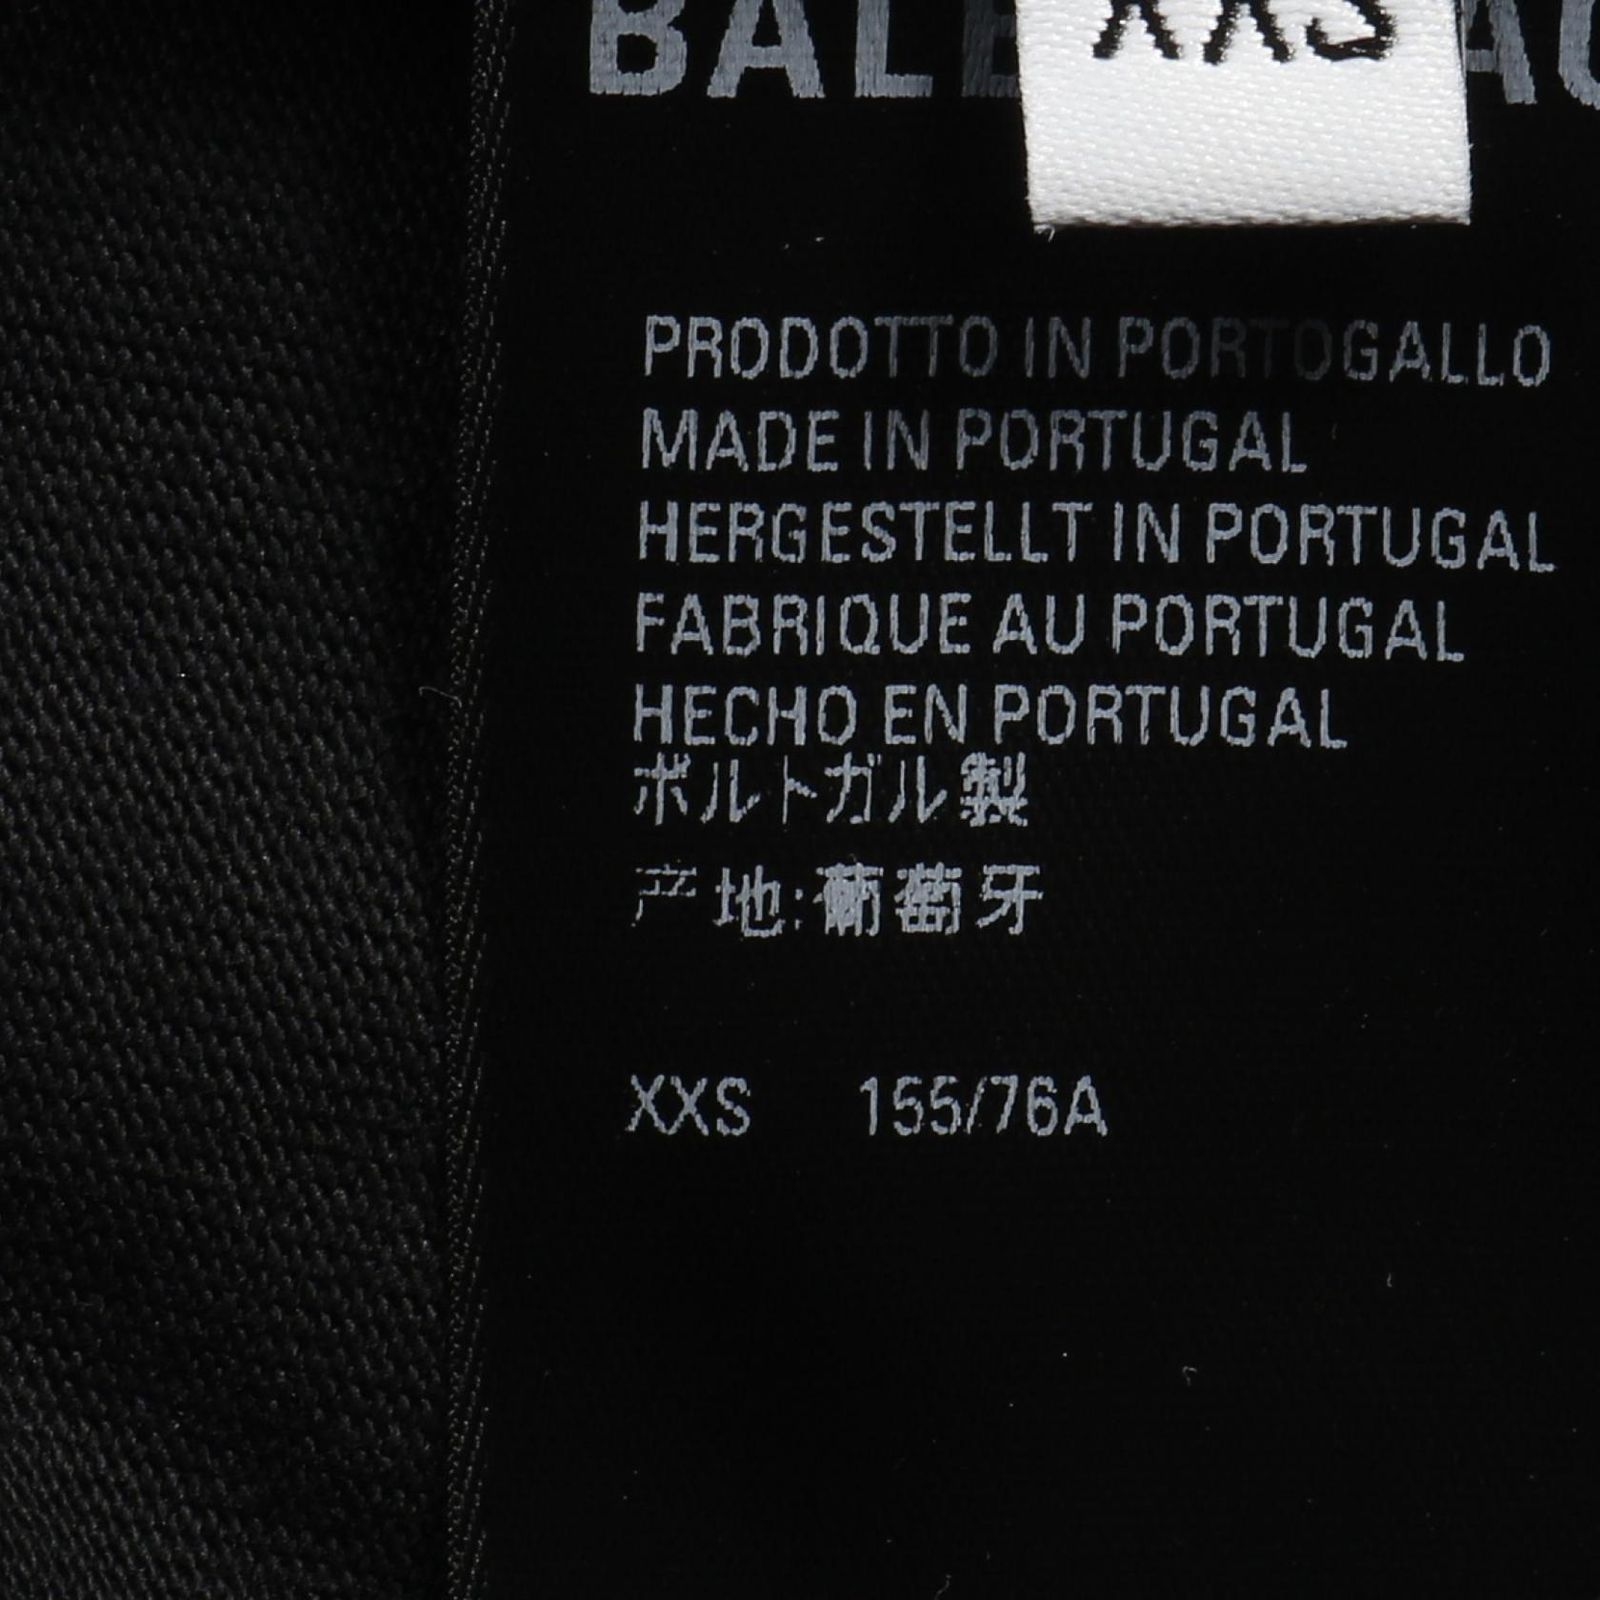 XXS
PRODOTTO IN PORTOGALLO
MADE IN PORTUGAL
HERGESTELLT IN PORTUGAL
FABRIQUE AU PORTUGAL
HECHO EN PORTUGAL
ポルトガル製
产地:葡萄牙
XXS 155/76A